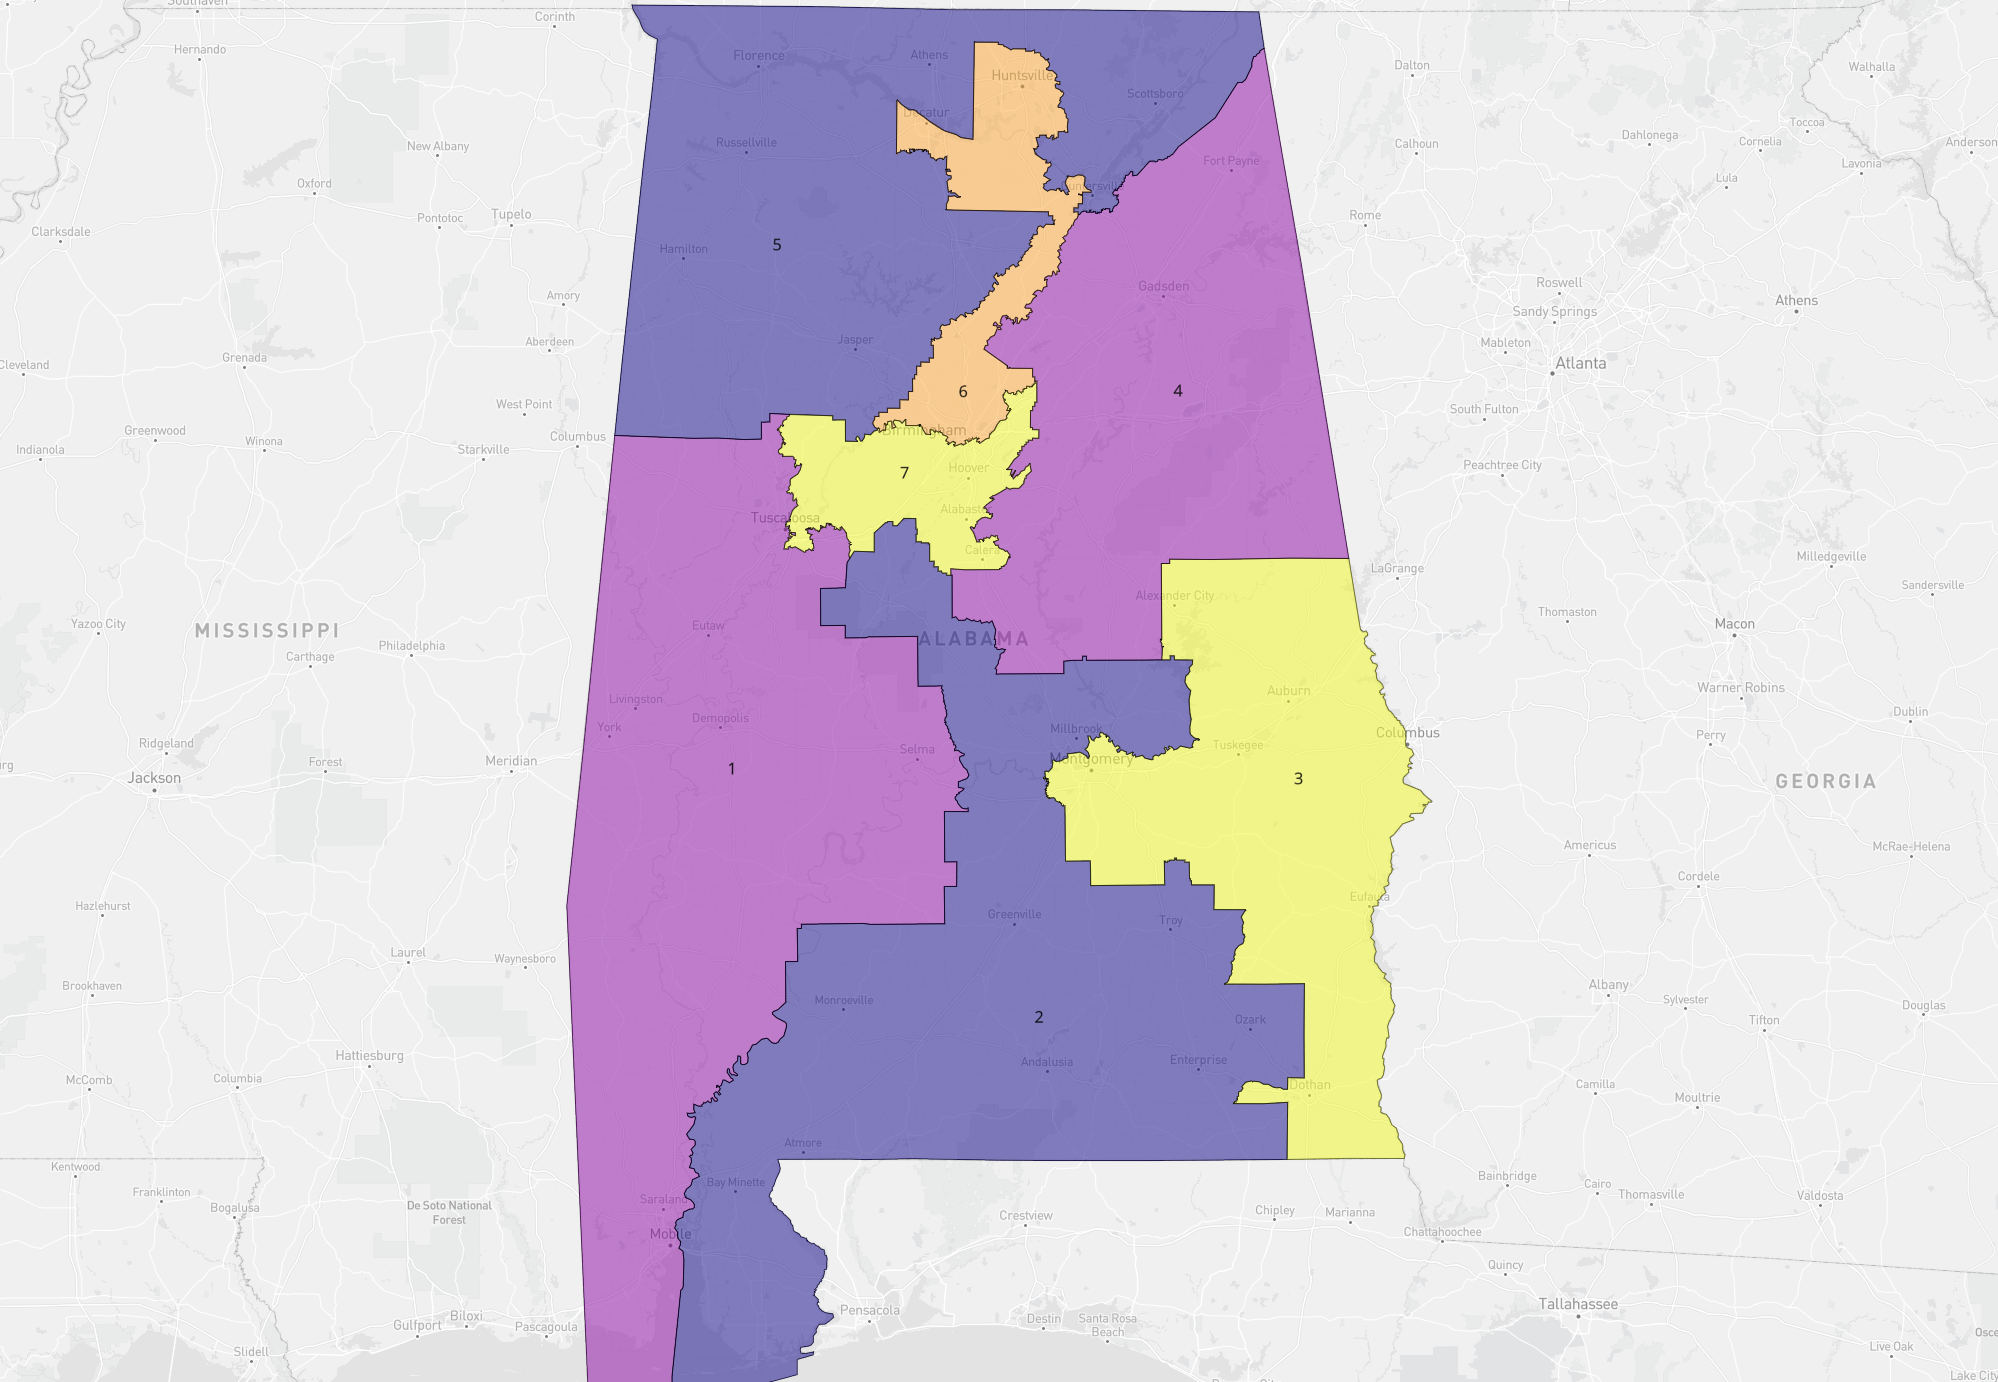 Southaven
Corinth
Hernando
Florence
Athens
Huntsville
Dalton
Walhalla
Scottsboro
Decatur
Toccoa
New Albany
Russellville
Calhoun
Dahlonega
Cornelia
Anderson
Fort Payne
Lavonia
Oxford
Guntersville
Lula
Pontotoc
Tupelo
Rome
Clarksdale
5
Hamilton
Gadsden
Roswell
Amory
Athens
Sandy Springs
Aberdeen
Jasper
Mableton
Grenada
Cleveland
Atlanta
6
4
West Point
South Fulton
Greenwood
Birmingham
Winona
Columbus
Indianola
Starkville
Peachtree City
7
Hoover
Alabaster
Tuscaloosa
Calera
Milledgeville
LaGrange
Sandersville
Alexander City
Thomaston
Yazoo City
MISSISSIPPI
Eutaw
Macon
ALABAMA
Philadelphia
Carthage
Warner Robins
Auburn
Livingston
York
Demopolis
Dublin
Millbrook
Columbus
Ridgeland
Selma
Tuskegee
Perry
Forest
Meridian
Montgomery
rg
1
Jackson
3
GEORGIA
Americus
McRae-Helena
Cordele
Hazlehurst
Eufaula
Greenville
Troy
Laurel
Waynesboro
Brookhaven
Albany
Monroeville
Sylvester
Douglas
2
Ozark
Tifton
Hattiesburg
Andalusia
Enterprise
McComb
Columbia
Dothan
Camilla
Moultrie
Atmore
Kentwood
Bay Minette
Bainbridge
Franklinton
Saraland
Cairo
Thomasville
Valdosta
Bogalusa
De Soto National
Forest
Crestview
Chipley
Marianna
Mobile
Chattahoochee
Quincy
Pensacola
Tallahassee
Biloxi
Gulfport
Pascagoula
Destin
Santa Rosa
Beach
Slidell
Live Oak
Lake City